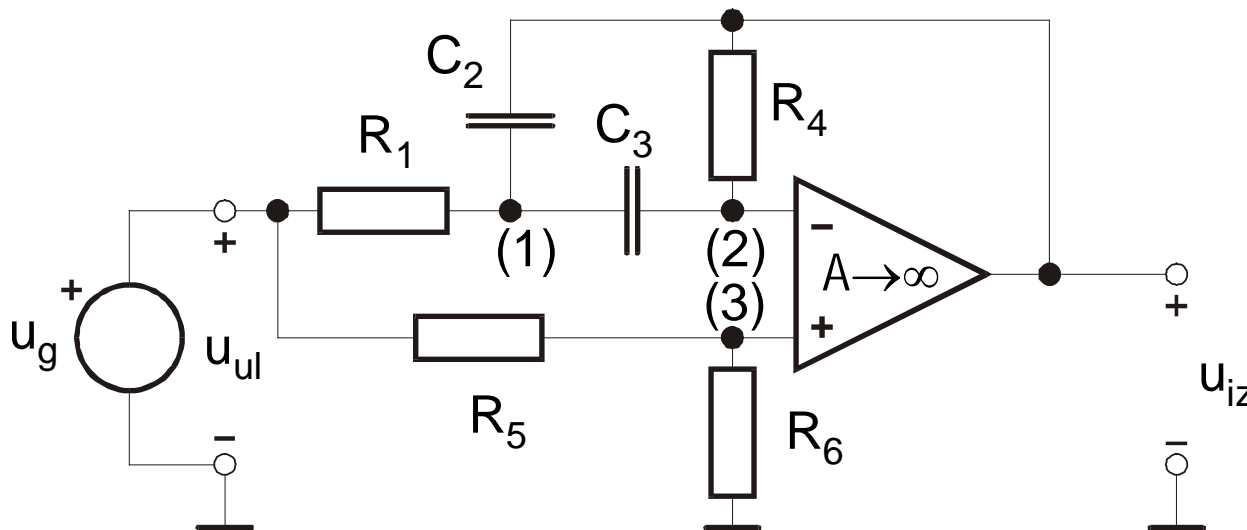 C2
R4
C3
R1
+
(1)
(2)
-
+
ug
uul
(3)
A→∞
+
+
R5
R6
uiz
-
-